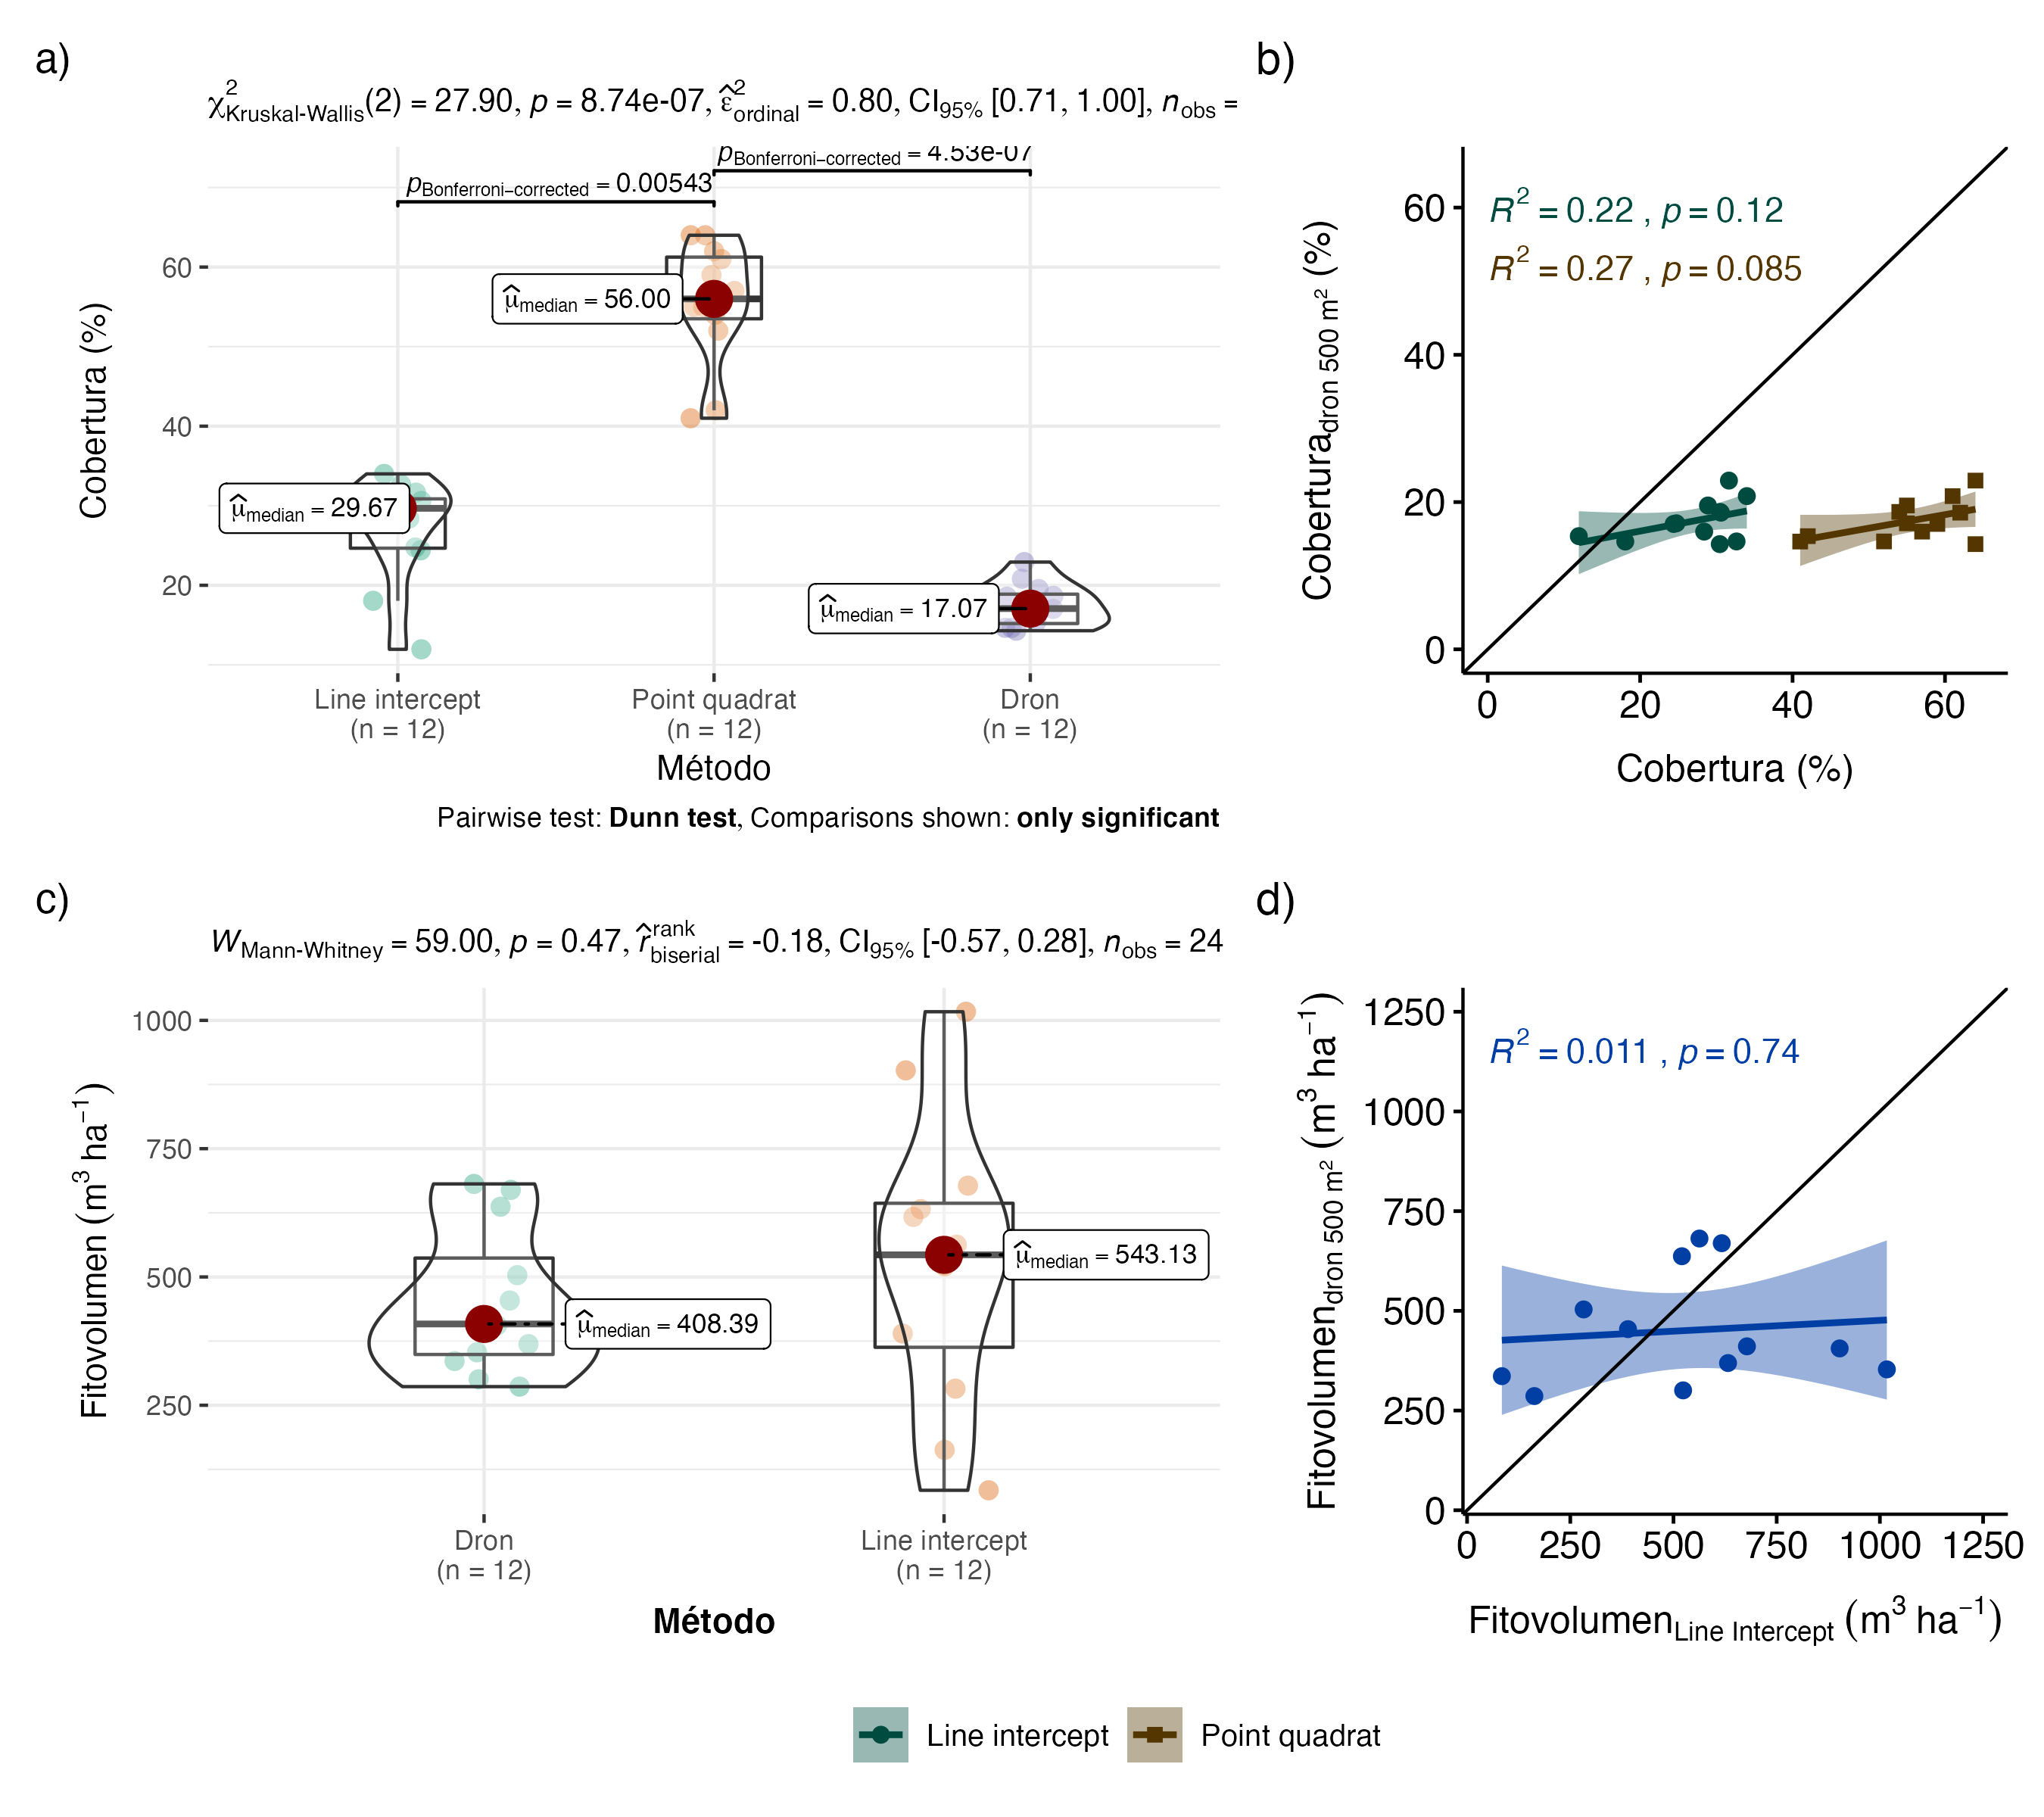 a)
χ²Kruskal-Wallis(2) = 27.90, p = 8.74e-07, ε̂²ordinal = 0.80, CI95% [0.71, 1.00], nobs =
pBonferroni−corrected = 4.53e-07
pBonferroni−corrected = 0.00543
Cobertura (%)
60
40
20
μ̂median = 56.00
μ̂median = 29.67
μ̂median = 17.07
Line intercept
(n = 12)
Point quadrat
(n = 12)
Dron
(n = 12)
Método
Pairwise test: Dunn test, Comparisons shown: only significant
b)
Coberturadron 500 m² (%)
60
40
20
0
R² = 0.22 , p = 0.12
R² = 0.27 , p = 0.085
0 20 40 60
Cobertura (%)
c)
WMann-Whitney = 59.00, p = 0.47, r̂rankbiserial = -0.18, CI95% [-0.57, 0.28], nobs = 24
Fitovolumen (m³ ha⁻¹)
1000
750
500
250
μ̂median = 543.13
μ̂median = 408.39
Dron
(n = 12)
Line intercept
(n = 12)
Método
d)
Fitovolumendron 500 m² (m³ ha⁻¹)
1250
1000
750
500
250
0
R² = 0.011 , p = 0.74
0 250 500 750 1000 1250
FitovolumenLine Intercept (m³ ha⁻¹)
Line intercept
Point quadrat